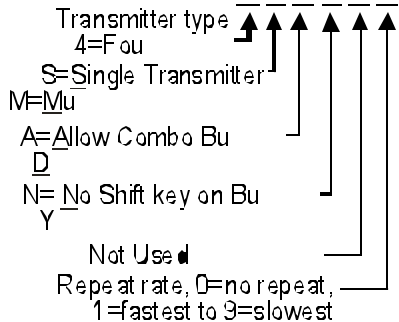 Transmitter type
4=Fou
S=Single Transmitter
M=Mu
A=Allow Combo Bu
D
N= No Shift key on Bu
Y
Not Used
Repeat rate, 0=no repeat,
1=fastest to 9=slowest